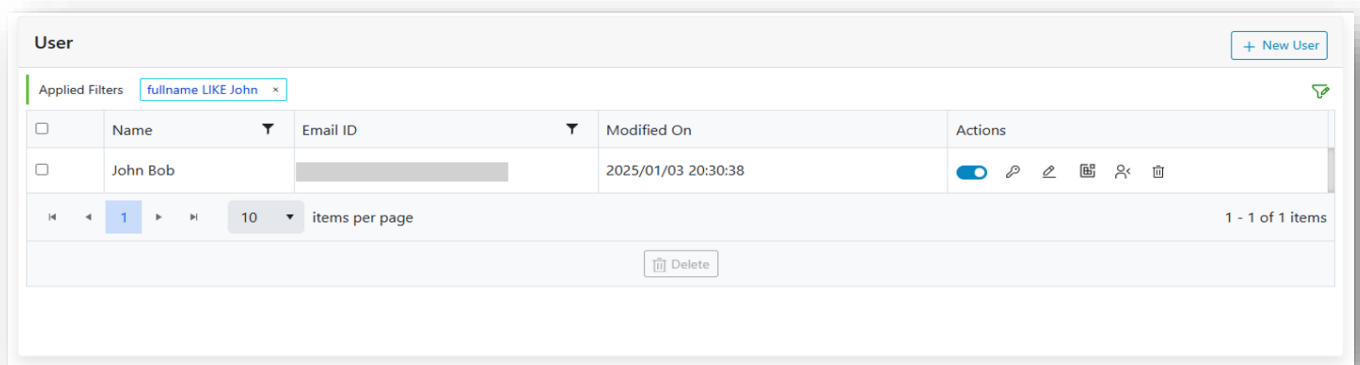 User
+ New User
Applied Filters fullname LIKE John ×
Name Email ID Modified On Actions
John Bob 2025/01/03 20:30:38
1 10 items per page 1 - 1 of 1 items
Delete